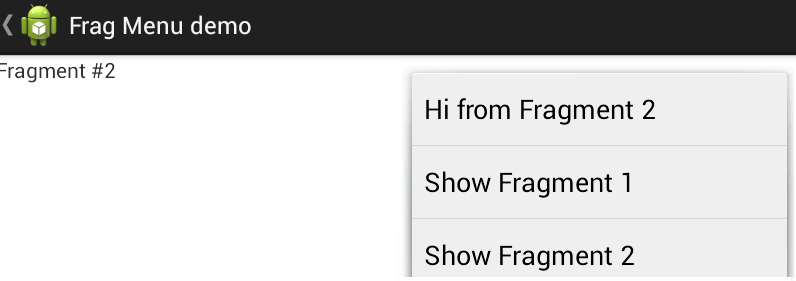 Frag Menu demo
Fragment #2
Hi from Fragment 2
Show Fragment 1
Show Fragment 2